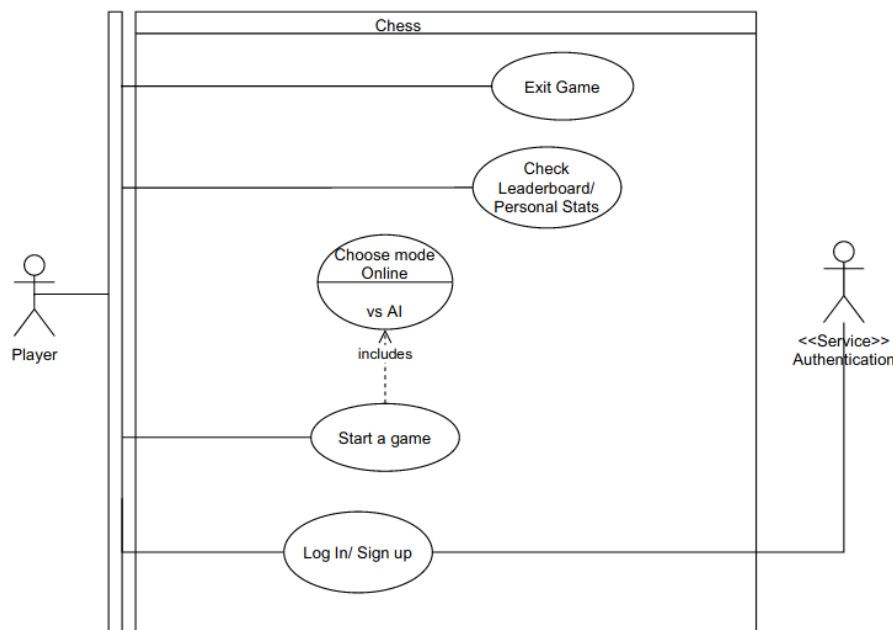 Chess
Exit Game
Check
Leaderboard/
Personal Stats
Choose mode
Online
vs AI
includes
Player
<<Service>>
Authentication
Start a game
Log In/ Sign up